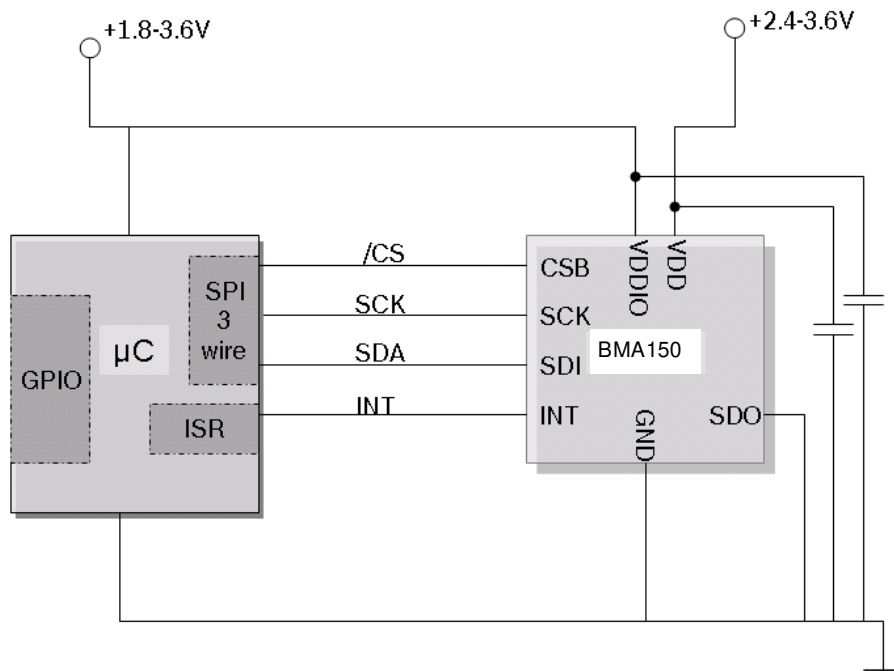 +1.8-3.6V
+2.4-3.6V
/CS
SCK
SDA
INT
SPI
3
wire
µC
GPIO
ISR
CSB
SCK
SDI
INT
VDDIO
VDD
BMA150
GND
SDO